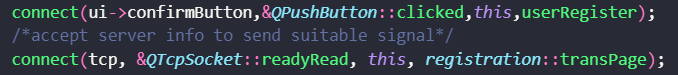 connect(ui->confirmButton,&QPushButton::clicked,this,userRegister);
/*accept server info to send suitable signal*/
connect(tcp, &QTcpSocket::readyRead, this, registration::transPage);